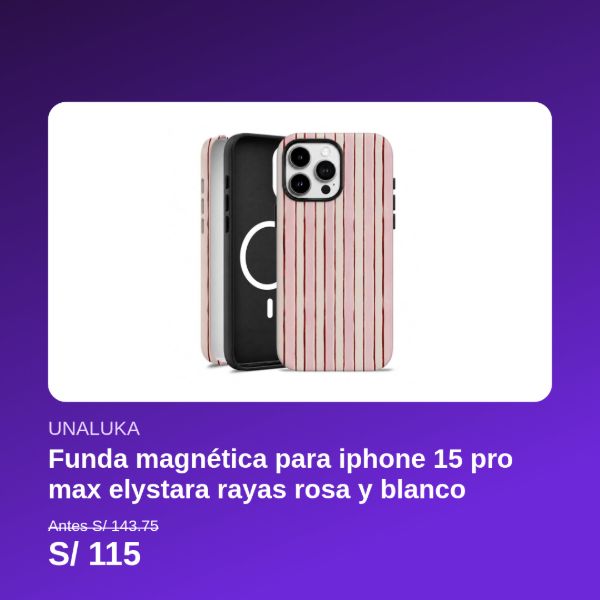 UNALUKA
Funda magnética para iphone 15 pro
max elystara rayas rosa y blanco
Antes S/ 143.75
S/ 115